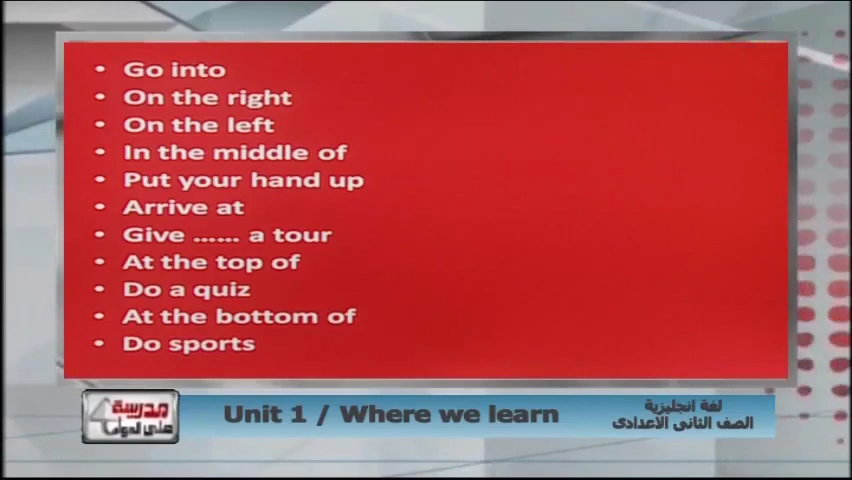 • Go into
• On the right
• On the left
• In the middle of
• Put your hand up
• Arrive at
• Give ...... a tour
• At the top of
• Do a quiz
• At the bottom of
• Do sports
مدرسة
على الهواء
Unit 1 / Where we learn
لغة انجليزية
الصف الثانى الاعدادى